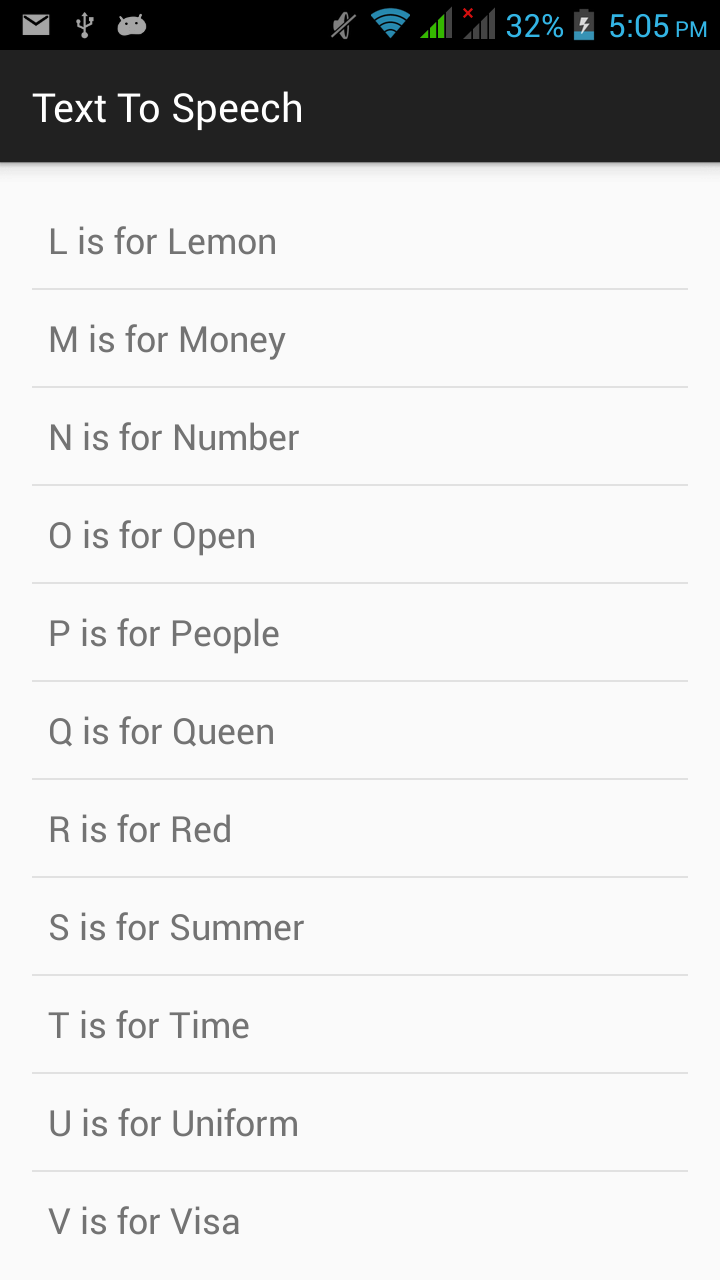 32% 5:05 PM
Text To Speech
L is for Lemon
M is for Money
N is for Number
O is for Open
P is for People
Q is for Queen
R is for Red
S is for Summer
T is for Time
U is for Uniform
V is for Visa